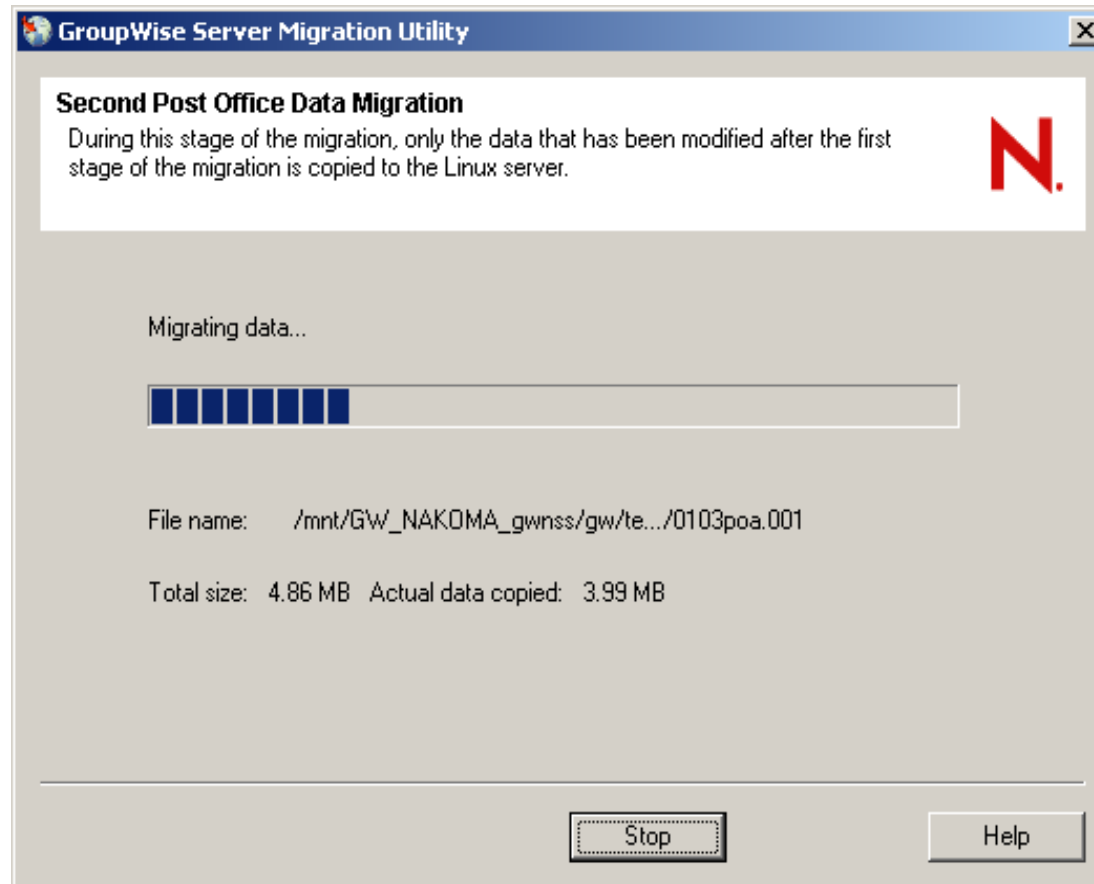 GroupWise Server Migration Utility
Second Post Office Data Migration
During this stage of the migration, only the data that has been modified after the first
stage of the migration is copied to the Linux server.
N.
Migrating data...
File name: /mnt/GW_NAKOMA_gwnss/gw/te.../0103poa.001
Total size: 4.86 MB Actual data copied: 3.99 MB
Stop Help